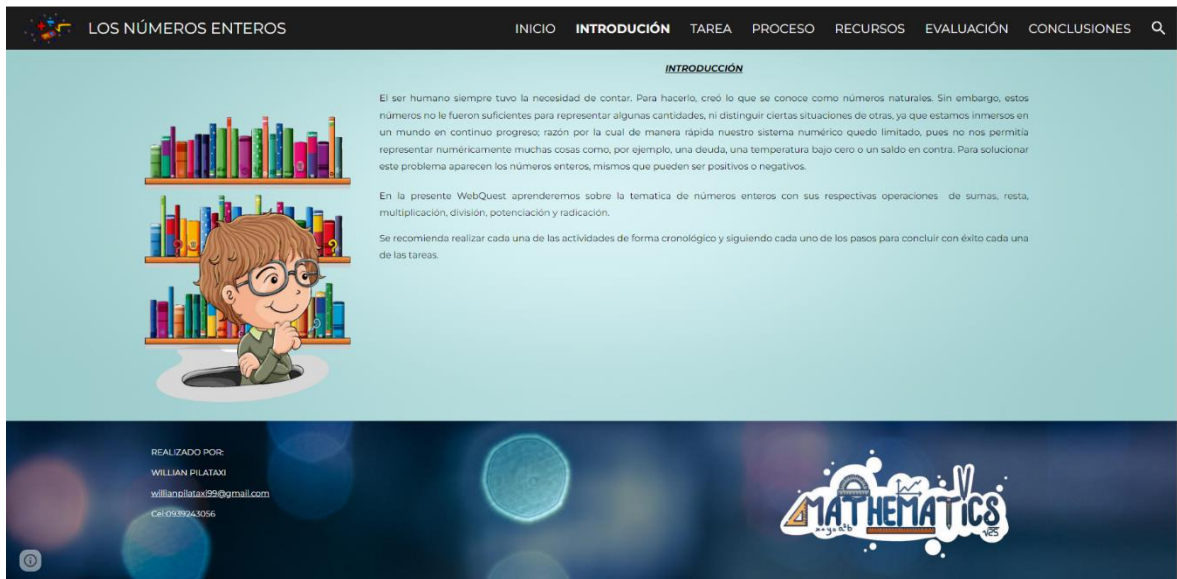 LOS NÚMEROS ENTEROS
INICIO INTRODUCIÓN TAREA PROCESO RECURSOS EVALUACIÓN CONCLUSIONES
INTRODUCCIÓN
El ser humano siempre tuvo la necesidad de contar. Para hacerlo, creó lo que se conoce como números naturales. Sin embargo, estos
números no le fueron suficientes para representar algunas cantidades, ni distinguir ciertas situaciones de otras, ya que estamos inmersos en
un mundo en continuo progreso; razón por la cual de manera rápida nuestro sistema numérico quedo limitado, pues no nos permitía
representar numéricamente muchas cosas como, por ejemplo, una deuda, una temperatura bajo cero o un saldo en contra. Para solucionar
este problema aparecen los números enteros, mismos que pueden ser positivos o negativos.
En la presente WebQuest aprenderemos sobre la tematica de números enteros con sus respectivas operaciones de sumas, resta,
multiplicación, división, potenciación y radicación.
Se recomienda realizar cada una de las actividades de forma cronológico y siguiendo cada uno de los pasos para concluir con éxito cada una
de las tareas.
REALIZADO POR:
WILLIAN PILATAXI
willianpilataxi99@gmail.com
Cel:0939243056
MATHEMATICS
√25